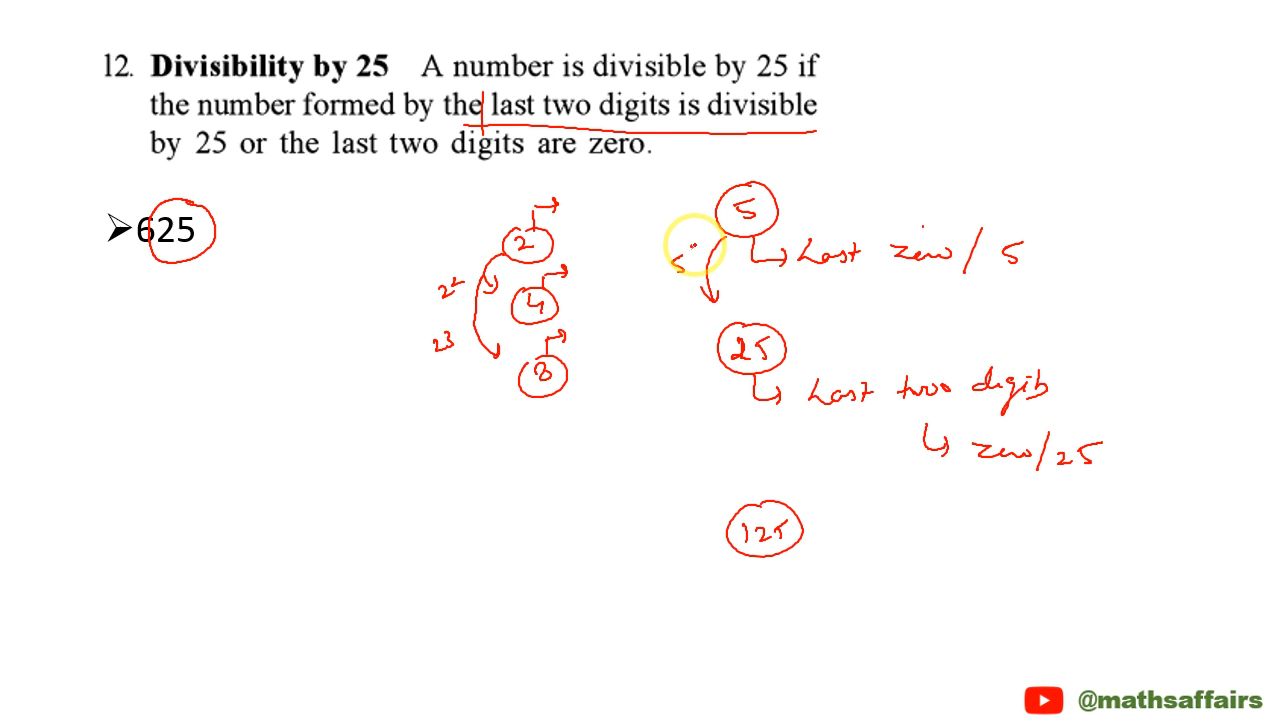 12. Divisibility by 25 A number is divisible by 25 if
the number formed by the last two digits is divisible
by 25 or the last two digits are zero.
➢625
2
2²
4
2³
8
5
5²
Last zero / 5
25
Last two digits
zero/25
125
@mathsaffairs